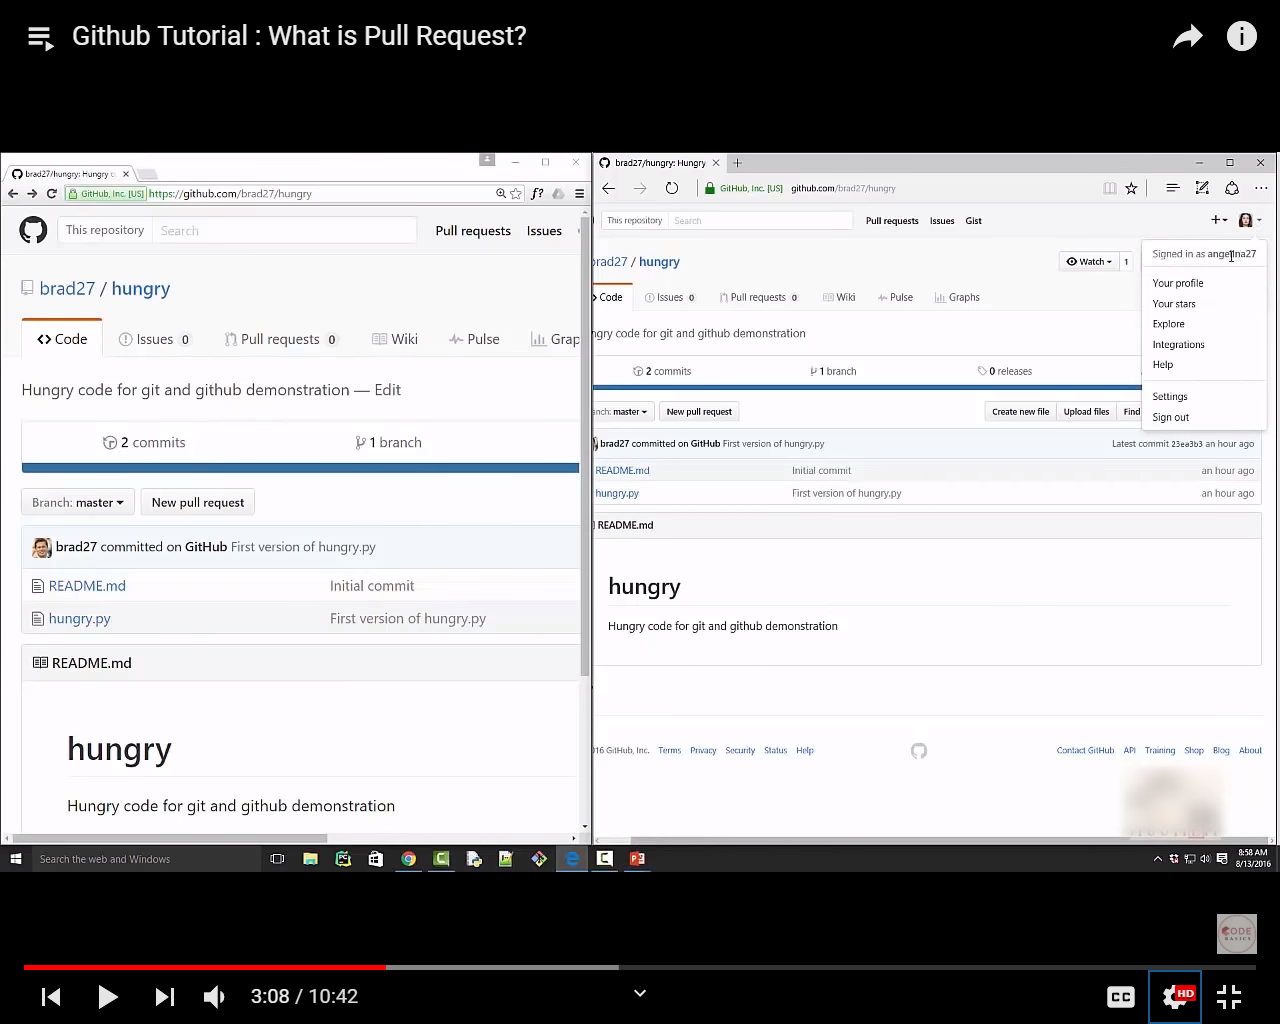 Github Tutorial : What is Pull Request?
brad27/hungry: Hungry c
GitHub, Inc. [US] https://github.com/brad27/hungry
This repository Search Pull requests Issues
brad27 / hungry
Code Issues 0 Pull requests 0 Wiki Pulse Grap
Hungry code for git and github demonstration — Edit
2 commits 1 branch
Branch: master New pull request
brad27 committed on GitHub First version of hungry.py
README.md Initial commit
hungry.py First version of hungry.py
README.md
hungry
Hungry code for git and github demonstration
brad27/hungry: Hungry
GitHub, Inc. [US] github.com/brad27/hungry
This repository Search Pull requests Issues Gist
brad27 / hungry Watch 1
Code Issues 0 Pull requests 0 Wiki Pulse Graphs
ngry code for git and github demonstration
2 commits 1 branch 0 releases
nch: master New pull request Create new file Upload files Find
brad27 committed on GitHub First version of hungry.py Latest commit 23ea3b3 an hour ago
README.md Initial commit an hour ago
hungry.py First version of hungry.py an hour ago
README.md
hungry
Hungry code for git and github demonstration
Signed in as angelina27
Your profile
Your stars
Explore
Integrations
Help
Settings
Sign out
016 GitHub, Inc. Terms Privacy Security Status Help Contact GitHub API Training Shop Blog About
Search the web and Windows
8:58 AM
8/13/2016
CODE
BASICS
3:08 / 10:42
CC HD